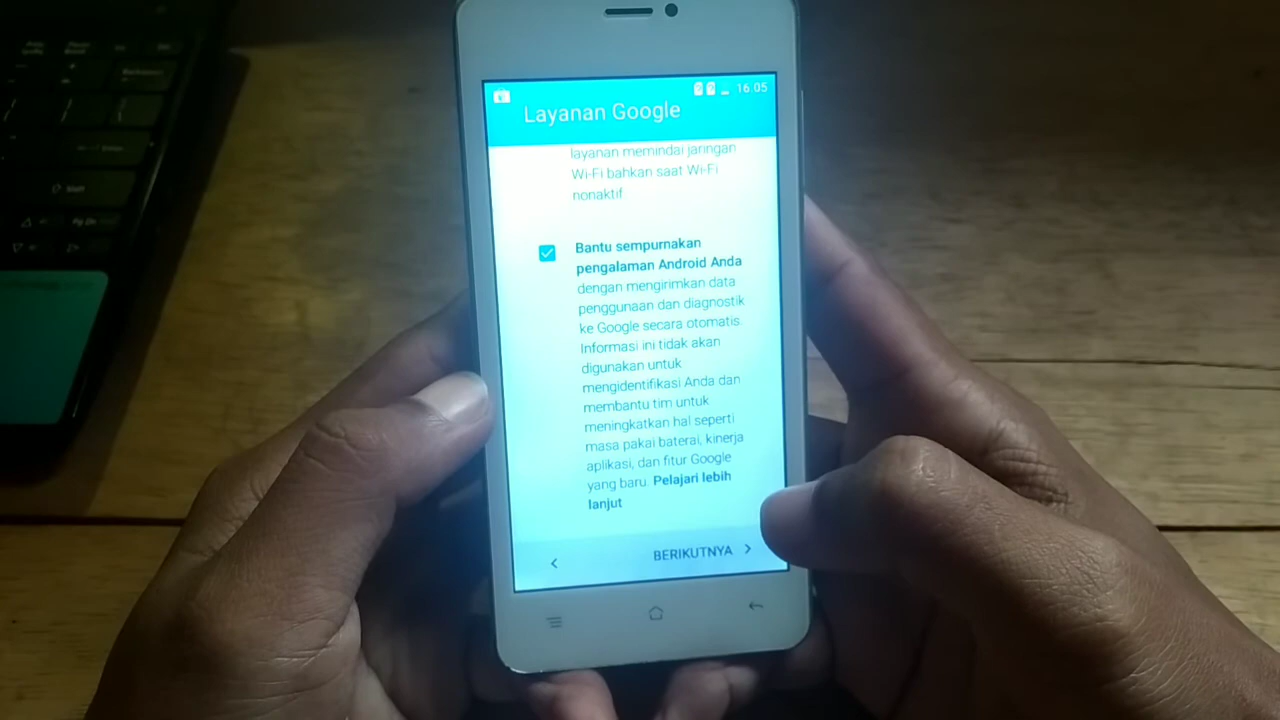 16.05
Layanan Google
layanan memindai jaringan
Wi-Fi bahkan saat Wi-Fi
nonaktif.
Bantu sempurnakan
pengalaman Android Anda
dengan mengirimkan data
penggunaan dan diagnostik
ke Google secara otomatis.
Informasi ini tidak akan
digunakan untuk
mengidentifikasi Anda dan
membantu tim untuk
meningkatkan hal seperti
masa pakai baterai, kinerja
aplikasi, dan fitur Google
yang baru. Pelajari lebih
lanjut
BERIKUTNYA
Shift
Pg Dn